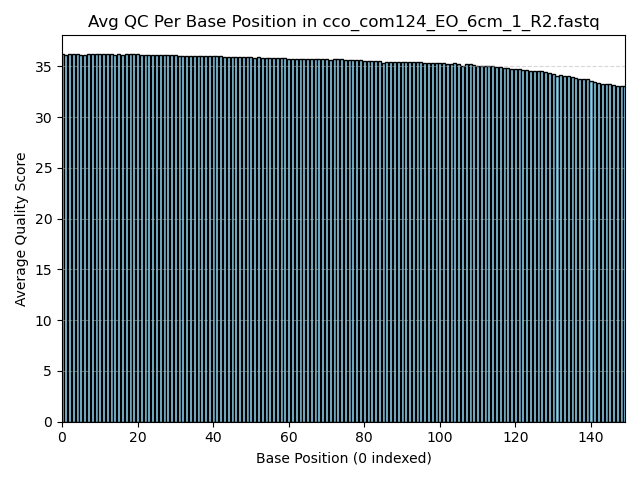 Avg QC Per Base Position in cco_com124_EO_6cm_1_R2.fastq
Average Quality Score
35
30
25
20
15
10
5
0
0 20 40 60 80 100 120 140
Base Position (0 indexed)